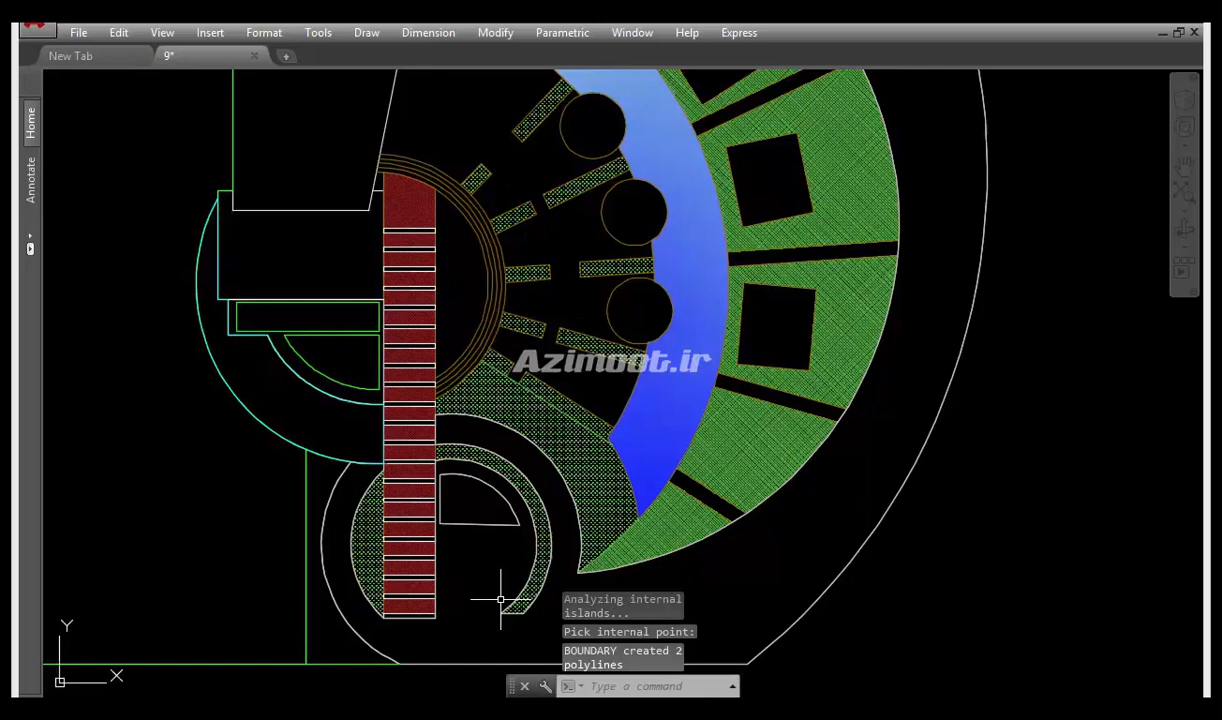 File Edit View Insert Format Tools Draw Dimension Modify Parametric Window Help Express
New Tab 9*
Home
Annotate
Azimoot.ir
Analyzing internal
islands...
Pick internal point:
BOUNDARY created 2
polylines
Y
X
Type a command